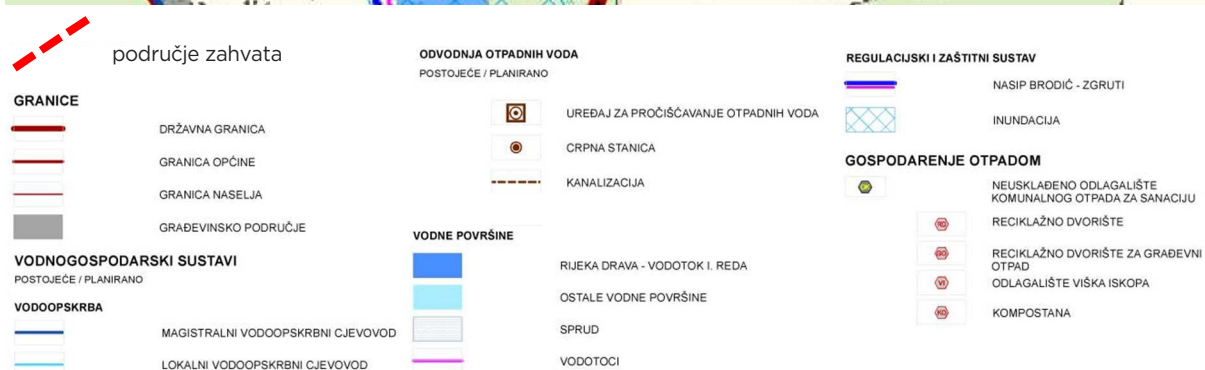 područje zahvata
GRANICE
DRŽAVNA GRANICA
GRANICA OPĆINE
GRANICA NASELJA
GRAĐEVINSKO PODRUČJE
VODNOGOSPODARSKI SUSTAVI
POSTOJEĆE / PLANIRANO
VODOOPSKRBA
MAGISTRALNI VODOOPSKRBNI CJEVOVOD
LOKALNI VODOOPSKRBNI CJEVOVOD
ODVODNJA OTPADNIH VODA
POSTOJEĆE / PLANIRANO
UREĐAJ ZA PROČIŠĆAVANJE OTPADNIH VODA
CRPNA STANICA
KANALIZACIJA
VODNE POVRŠINE
RIJEKA DRAVA - VODOTOK I. REDA
OSTALE VODNE POVRŠINE
SPRUD
VODOTOCI
REGULACIJSKI I ZAŠTITNI SUSTAV
NASIP BRODIĆ - ZGRUTI
INUNDACIJA
GOSPODARENJE OTPADOM
NEUSKLAĐENO ODLAGALIŠTE
KOMUNALNOG OTPADA ZA SANACIJU
RD
RECIKLAŽNO DVORIŠTE
RECIKLAŽNO DVORIŠTE ZA GRAĐEVNI
OTPAD
VI
ODLAGALIŠTE VIŠKA ISKOPA
KO
KOMPOSTANA